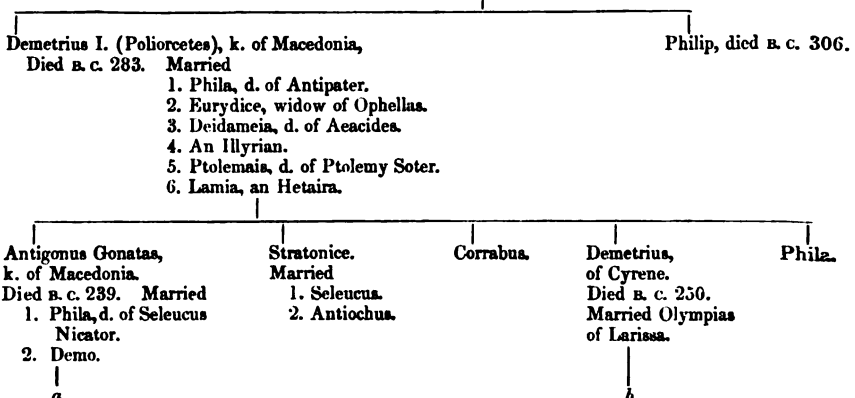 Demetrius I. (Poliorcetes), k. of Macedonia,
Died B. C. 283. Married
1. Phila, d. of Antipater.
2. Eurydice, widow of Ophellas.
3. Deidameia, d. of Aeacides.
4. An Illyrian.
5. Ptolemais, d. of Ptolemy Soter.
6. Lamia, an Hetaira.
Philip, died B. C. 306.
Antigonus Gonatas,
k. of Macedonia.
Died B. C. 239. Married
1. Phila, d. of Seleucus
Nicator.
2. Demo.
a
Stratonice.
Married
1. Seleucus.
2. Antiochus.
Corrabus.
Demetrius,
of Cyrene.
Died B. C. 250.
Married Olympias
of Larissa.
b
Phila.